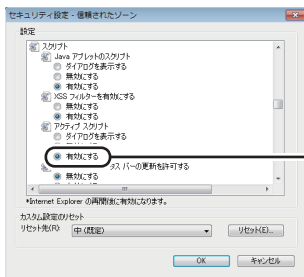 セキュリティ設定 - 信頼されたゾーン
設定
スクリプト
Java アプレットのスクリプト
ダイアログを表示する
無効にする
有効にする
XSS フィルターを有効にする
無効にする
有効にする
アクティブ スクリプト
ダイアログを表示する
有効にする
タス バーの更新を許可する
無効にする
*Internet Explorer の再開後に有効になります。
カスタム設定のリセット
リセット先(R):
中 (既定)
リセット(E)...
OK
キャンセル